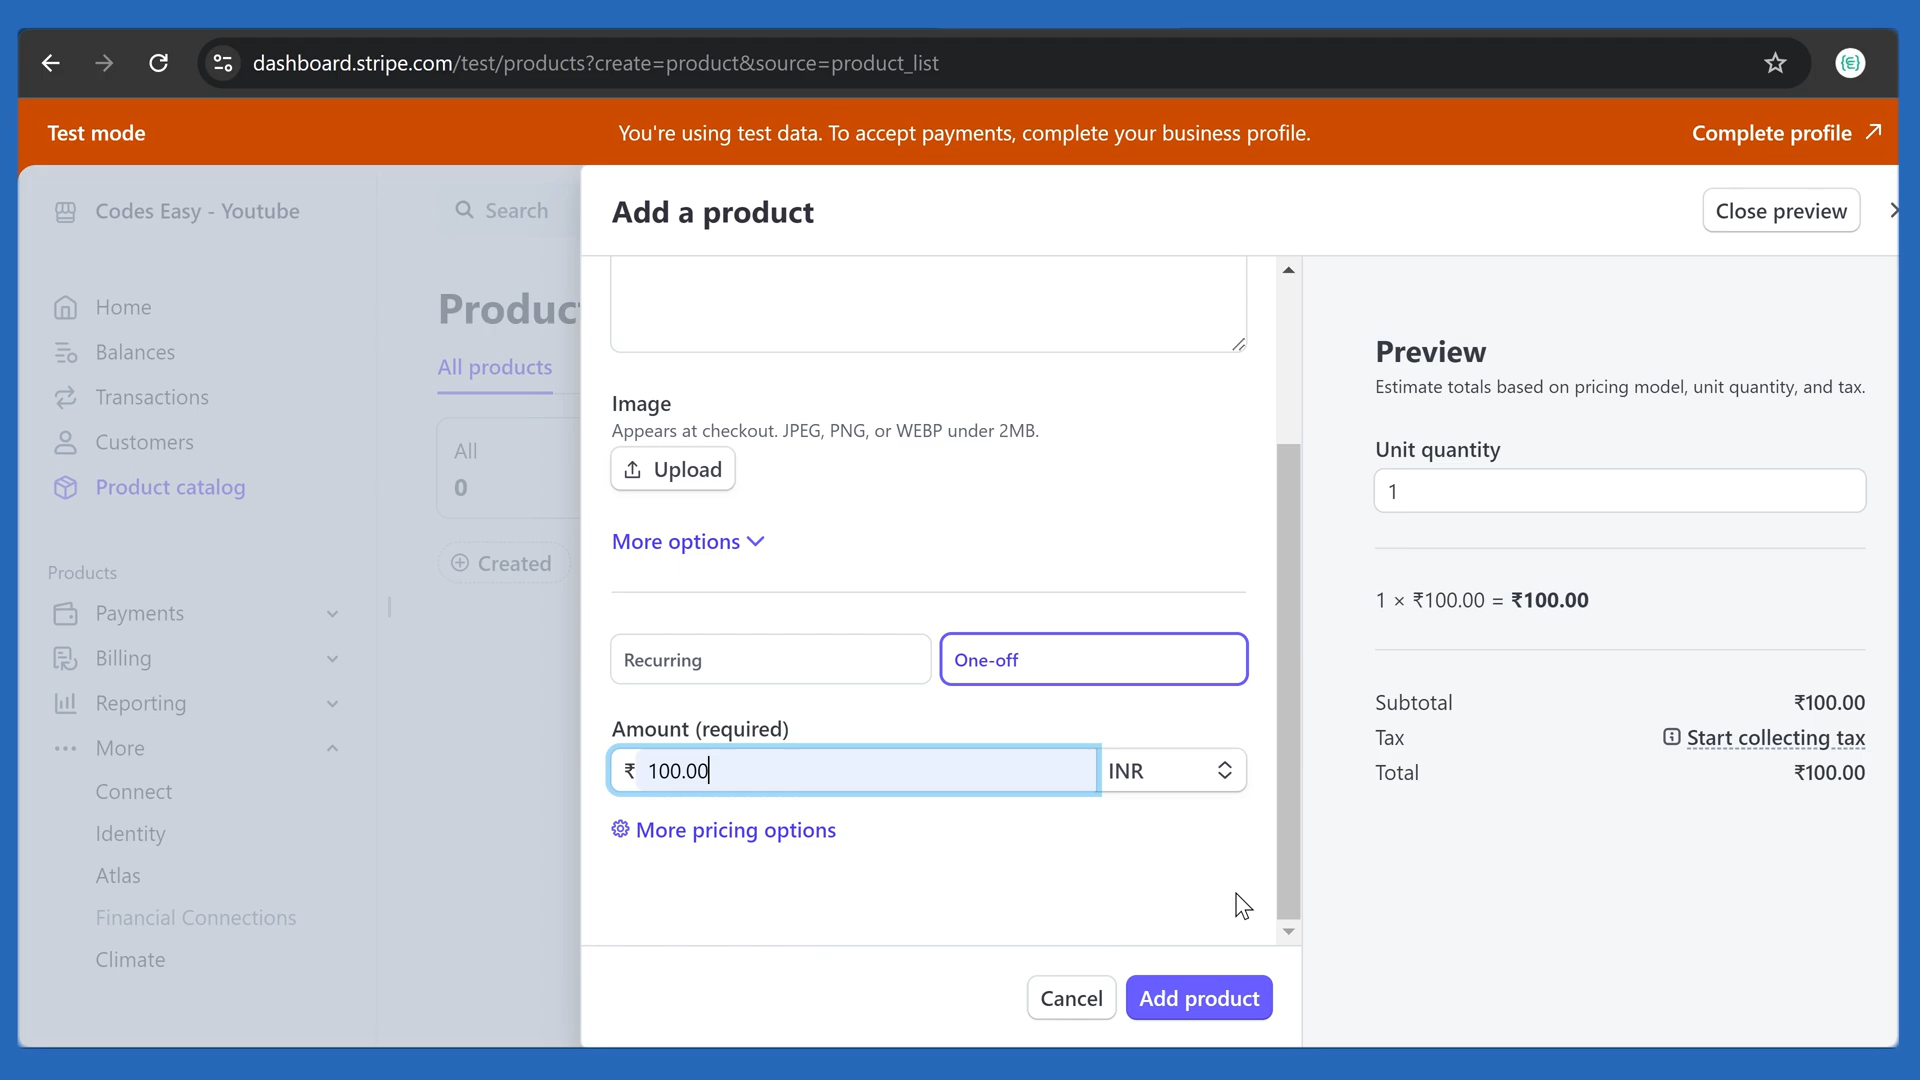 dashboard.stripe.com/test/products?create=product&source=product_list
Test mode
You're using test data. To accept payments, complete your business profile.
Complete profile
Codes Easy - Youtube
Search
Home
Balances
Transactions
Customers
Product catalog
Products
Payments
Billing
Reporting
More
Connect
Identity
Atlas
Financial Connections
Climate
Produc
All products
All
0
Created
Add a product
Close preview
Image
Appears at checkout. JPEG, PNG, or WEBP under 2MB.
Upload
More options
Recurring
One-off
Amount (required)
₹ 100.00
INR
More pricing options
Cancel
Add product
Preview
Estimate totals based on pricing model, unit quantity, and tax.
Unit quantity
1
1 × ₹100.00 = ₹100.00
Subtotal ₹100.00
Tax Start collecting tax
Total ₹100.00